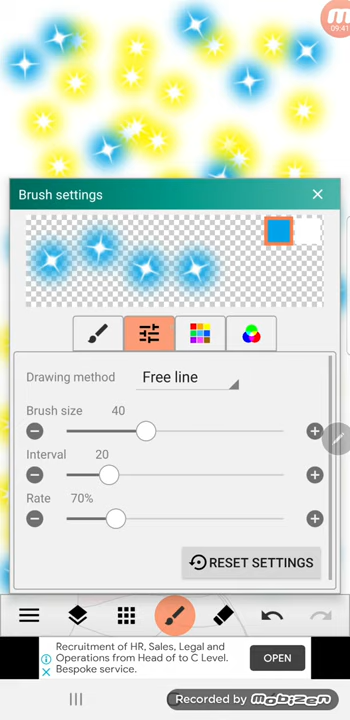 09:41
Brush settings
Drawing method Free line
Brush size 40
Interval 20
Rate 70%
RESET SETTINGS
Recruitment of HR, Sales, Legal and
Operations from Head of to C Level.
Bespoke service.
OPEN
Recorded by Mobizen